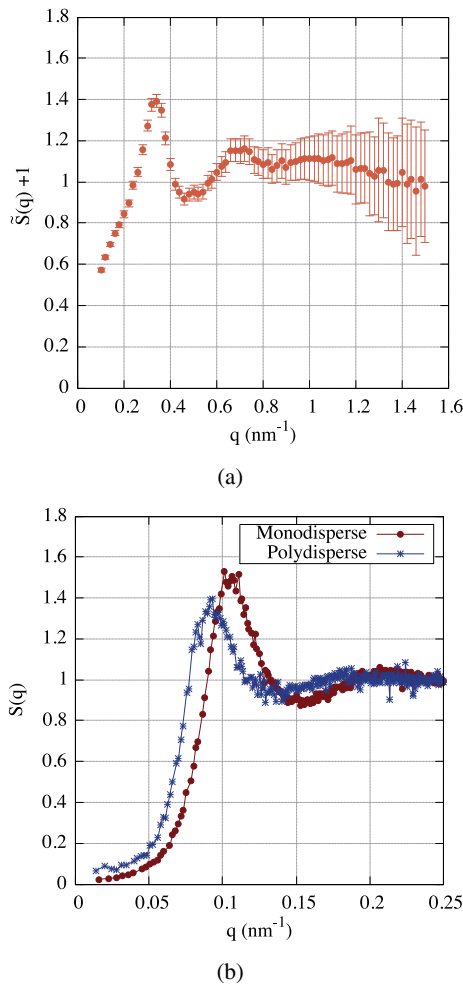 1.8
1.6
1.4
1.2
1
0.8
0.6
0.4
0.2
0
S̃(q) +1
0 0.2 0.4 0.6 0.8 1 1.2 1.4 1.6
q (nm⁻¹)
(a)
1.8
1.6
1.4
1.2
1
0.8
0.6
0.4
0.2
0
S(q)
Monodisperse
Polydisperse
0 0.05 0.1 0.15 0.2 0.25
q (nm⁻¹)
(b)